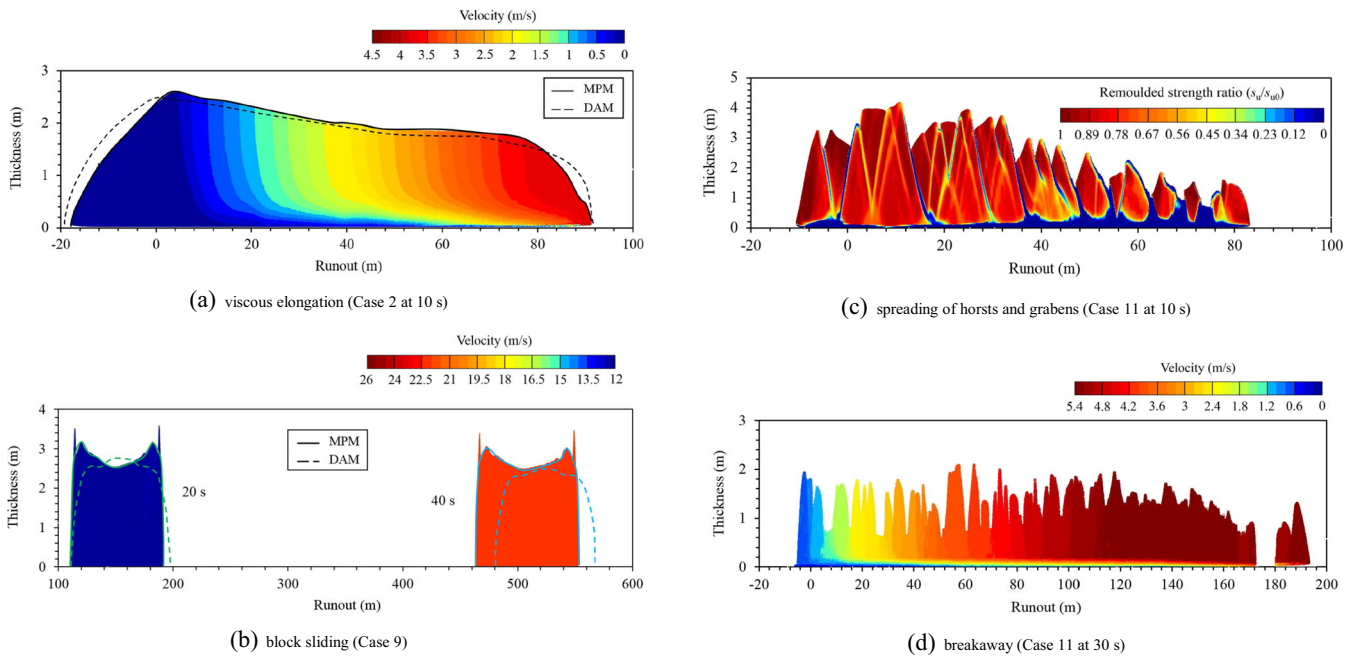 Velocity (m/s)
4.5 4 3.5 3 2.5 2 1.5 1 0.5 0
3
2
1
0
Thickness (m)
MPM
DAM
-20 0 20 40 60 80 100
Runout (m)
(a) viscous elongation (Case 2 at 10 s)
Velocity (m/s)
26 24 22.5 21 19.5 18 16.5 15 13.5 12
4
3
2
1
0
Thickness (m)
MPM
DAM
20 s
40 s
100 200 300 400 500 600
Runout (m)
(b) block sliding (Case 9)
5
4
3
2
1
0
Thickness (m)
Remoulded strength ratio (su/su0)
1 0.89 0.78 0.67 0.56 0.45 0.34 0.23 0.12 0
-20 0 20 40 60 80 100
Runout (m)
(c) spreading of horsts and grabens (Case 11 at 10 s)
Velocity (m/s)
5.4 4.8 4.2 3.6 3 2.4 1.8 1.2 0.6 0
3
2
1
0
Thickness (m)
-20 0 20 40 60 80 100 120 140 160 180 200
Runout (m)
(d) breakaway (Case 11 at 30 s)